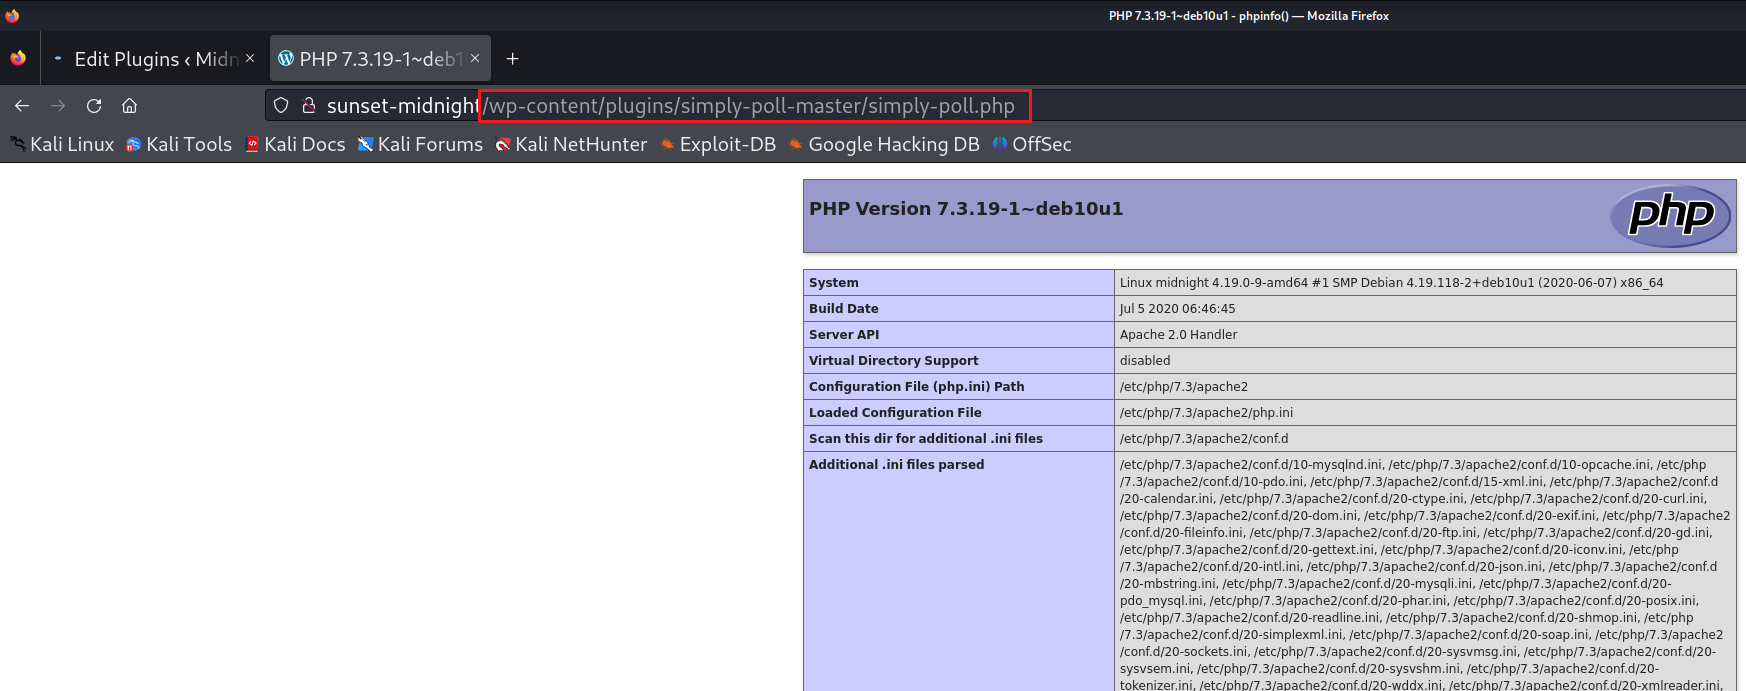 PHP 7.3.19-1~deb10u1 - phpinfo() — Mozilla Firefox
Edit Plugins ‹ Midn
PHP 7.3.19-1~deb1
sunset-midnight/wp-content/plugins/simply-poll-master/simply-poll.php
Kali Linux Kali Tools Kali Docs Kali Forums Kali NetHunter Exploit-DB Google Hacking DB OffSec
PHP Version 7.3.19-1~deb10u1
php
System Linux midnight 4.19.0-9-amd64 #1 SMP Debian 4.19.118-2+deb10u1 (2020-06-07) x86_64
Build Date Jul 5 2020 06:46:45
Server API Apache 2.0 Handler
Virtual Directory Support disabled
Configuration File (php.ini) Path /etc/php/7.3/apache2
Loaded Configuration File /etc/php/7.3/apache2/php.ini
Scan this dir for additional .ini files /etc/php/7.3/apache2/conf.d
Additional .ini files parsed /etc/php/7.3/apache2/conf.d/10-mysqlnd.ini, /etc/php/7.3/apache2/conf.d/10-opcache.ini, /etc/php
/7.3/apache2/conf.d/10-pdo.ini, /etc/php/7.3/apache2/conf.d/15-xml.ini, /etc/php/7.3/apache2/conf.d
/20-calendar.ini, /etc/php/7.3/apache2/conf.d/20-ctype.ini, /etc/php/7.3/apache2/conf.d/20-curl.ini,
/etc/php/7.3/apache2/conf.d/20-dom.ini, /etc/php/7.3/apache2/conf.d/20-exif.ini, /etc/php/7.3/apache2
/conf.d/20-fileinfo.ini, /etc/php/7.3/apache2/conf.d/20-ftp.ini, /etc/php/7.3/apache2/conf.d/20-gd.ini,
/etc/php/7.3/apache2/conf.d/20-gettext.ini, /etc/php/7.3/apache2/conf.d/20-iconv.ini, /etc/php
/7.3/apache2/conf.d/20-intl.ini, /etc/php/7.3/apache2/conf.d/20-json.ini, /etc/php/7.3/apache2/conf.d
/20-mbstring.ini, /etc/php/7.3/apache2/conf.d/20-mysqli.ini, /etc/php/7.3/apache2/conf.d/20-
pdo_mysql.ini, /etc/php/7.3/apache2/conf.d/20-phar.ini, /etc/php/7.3/apache2/conf.d/20-posix.ini,
/etc/php/7.3/apache2/conf.d/20-readline.ini, /etc/php/7.3/apache2/conf.d/20-shmop.ini, /etc/php
/7.3/apache2/conf.d/20-simplexml.ini, /etc/php/7.3/apache2/conf.d/20-soap.ini, /etc/php/7.3/apache2
/conf.d/20-sockets.ini, /etc/php/7.3/apache2/conf.d/20-sysvmsg.ini, /etc/php/7.3/apache2/conf.d/20-
sysvsem.ini, /etc/php/7.3/apache2/conf.d/20-sysvshm.ini, /etc/php/7.3/apache2/conf.d/20-
tokenizer.ini, /etc/php/7.3/apache2/conf.d/20-wddx.ini, /etc/php/7.3/apache2/conf.d/20-xmlreader.ini,